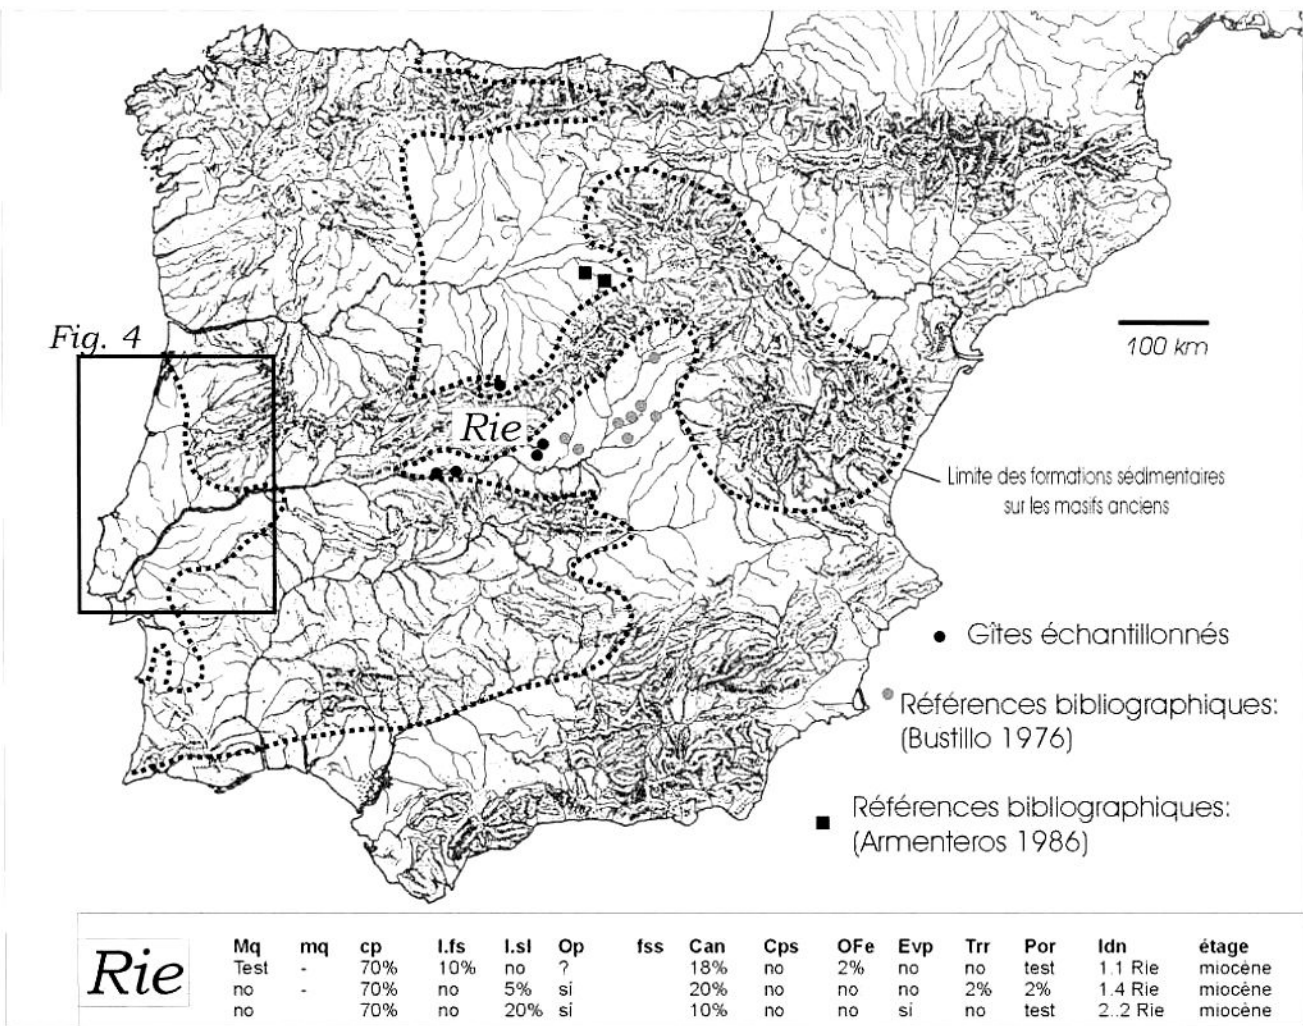 Fig. 4
100 km
Rie
Limite des formations sédimentaires
sur les masifs anciens
Gîtes échantillonnés
Références bibliographiques:
(Bustillo 1976)
Références bibliographiques:
(Armenteros 1986)
Rie
Mq mq cp I.fs I.sl Op fss Can Cps OFe Evp Trr Por Idn étage
Test - 70% 10% no ? 18% no 2% no no test 1.1 Rie miocène
no - 70% no 5% sí 20% no no no 2% 2% 1.4 Rie miocène
no 70% no 20% sí 10% no no sí no test 2..2 Rie miocène